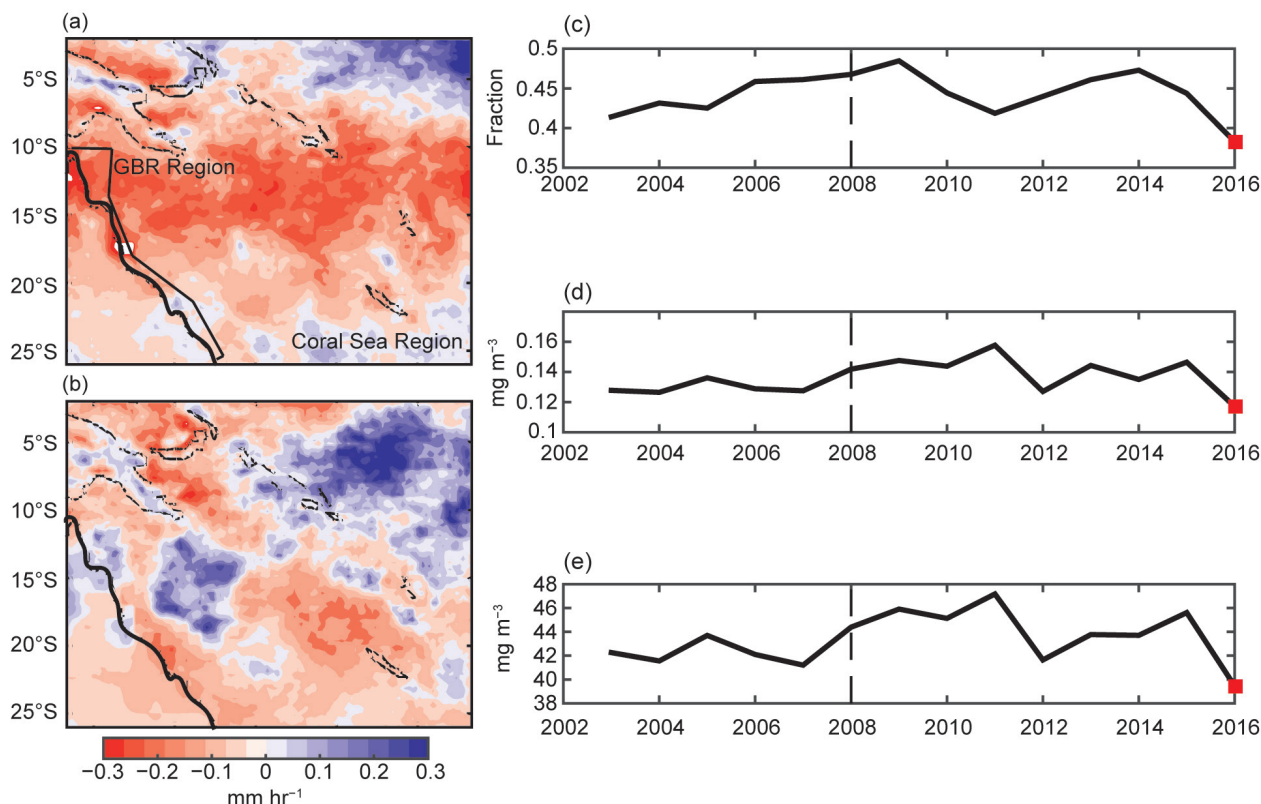 (a)
5°S
10°S
15°S
20°S
25°S
GBR Region
Coral Sea Region
(b)
5°S
10°S
15°S
20°S
25°S
−0.3 −0.2 −0.1 0 0.1 0.2 0.3
mm hr⁻¹
(c)
Fraction
0.5
0.45
0.4
0.35
2002 2004 2006 2008 2010 2012 2014 2016
(d)
mg m⁻³
0.16
0.14
0.12
0.1
2002 2004 2006 2008 2010 2012 2014 2016
(e)
mg m⁻³
48
46
44
42
40
38
2002 2004 2006 2008 2010 2012 2014 2016